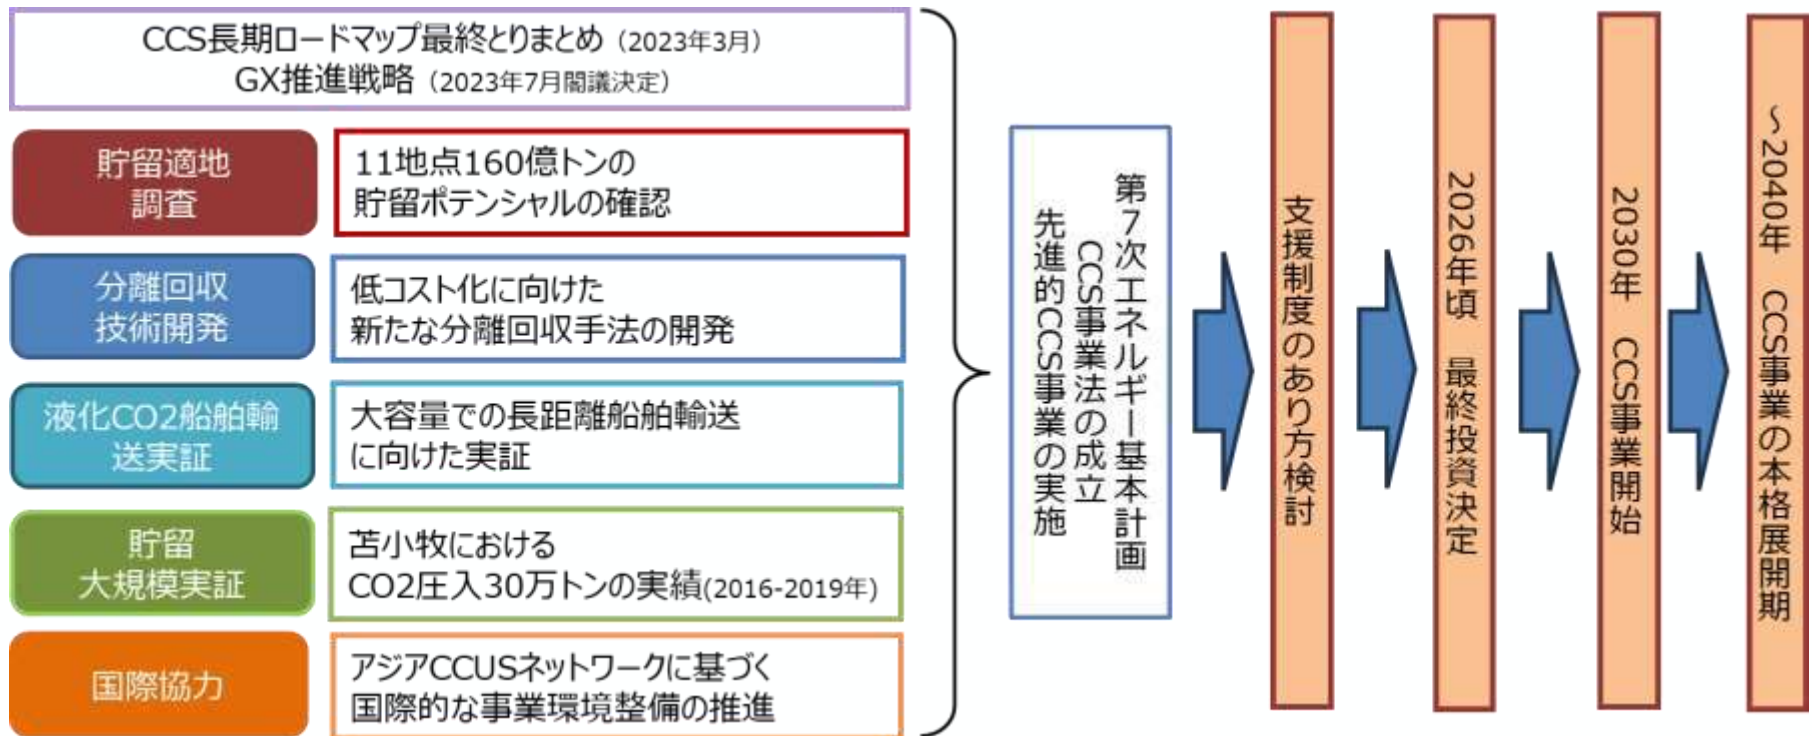 CCS長期ロードマップ最終とりまとめ（2023年3月）
GX推進戦略（2023年7月閣議決定）
貯留適地
調査
11地点160億トンの
貯留ポテンシャルの確認
分離回収
技術開発
低コスト化に向けた
新たな分離回収手法の開発
液化CO2船舶輸
送実証
大容量での長距離船舶輸送
に向けた実証
貯留
大規模実証
苫小牧における
CO2圧入30万トンの実績(2016-2019年)
国際協力
アジアCCUSネットワークに基づく
国際的な事業環境整備の推進
第7次エネルギー基本計画
CCS事業法の成立
先進的CCS事業の実施
支援制度のあり方検討
2026年頃　最終投資決定
2030年　CCS事業開始
～2040年　CCS事業の本格展開期